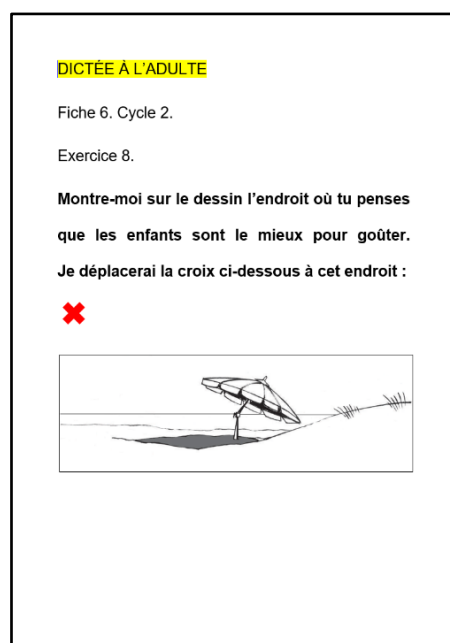 DICTÉE À L’ADULTE
Fiche 6. Cycle 2.
Exercice 8.
Montre-moi sur le dessin l’endroit où tu penses
que les enfants sont le mieux pour goûter.
Je déplacerai la croix ci-dessous à cet endroit :